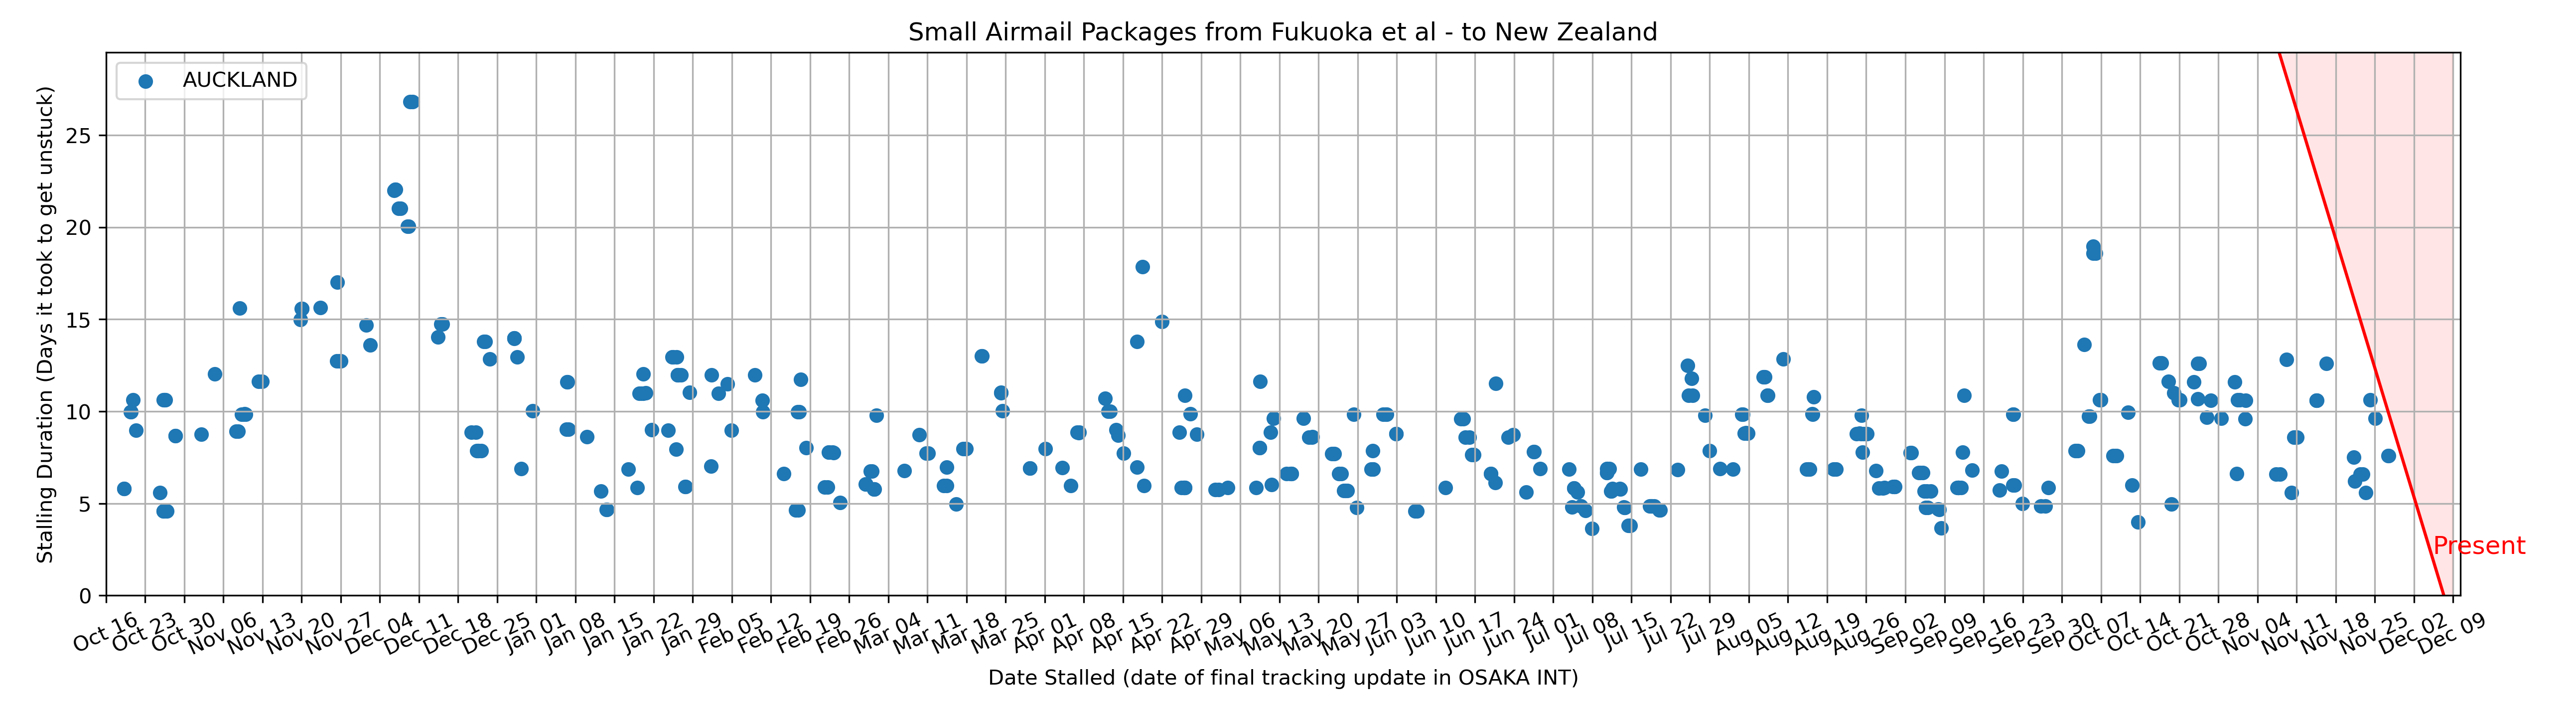 Small Airmail Packages from Fukuoka et al - to New Zealand
AUCKLAND
Stalling Duration (Days it took to get unstuck)
25
20
15
10
5
0
Present
Oct 16
Oct 23
Oct 30
Nov 06
Nov 13
Nov 20
Nov 27
Dec 04
Dec 11
Dec 18
Dec 25
Jan 01
Jan 08
Jan 15
Jan 22
Jan 29
Feb 05
Feb 12
Feb 19
Feb 26
Mar 04
Mar 11
Mar 18
Mar 25
Apr 01
Apr 08
Apr 15
Apr 22
Apr 29
May 06
May 13
May 20
May 27
Jun 03
Jun 10
Jun 17
Jun 24
Jul 01
Jul 08
Jul 15
Jul 22
Jul 29
Aug 05
Aug 12
Aug 19
Aug 26
Sep 02
Sep 09
Sep 16
Sep 23
Sep 30
Oct 07
Oct 14
Oct 21
Oct 28
Nov 04
Nov 11
Nov 18
Nov 25
Dec 02
Dec 09
Date Stalled (date of final tracking update in OSAKA INT)